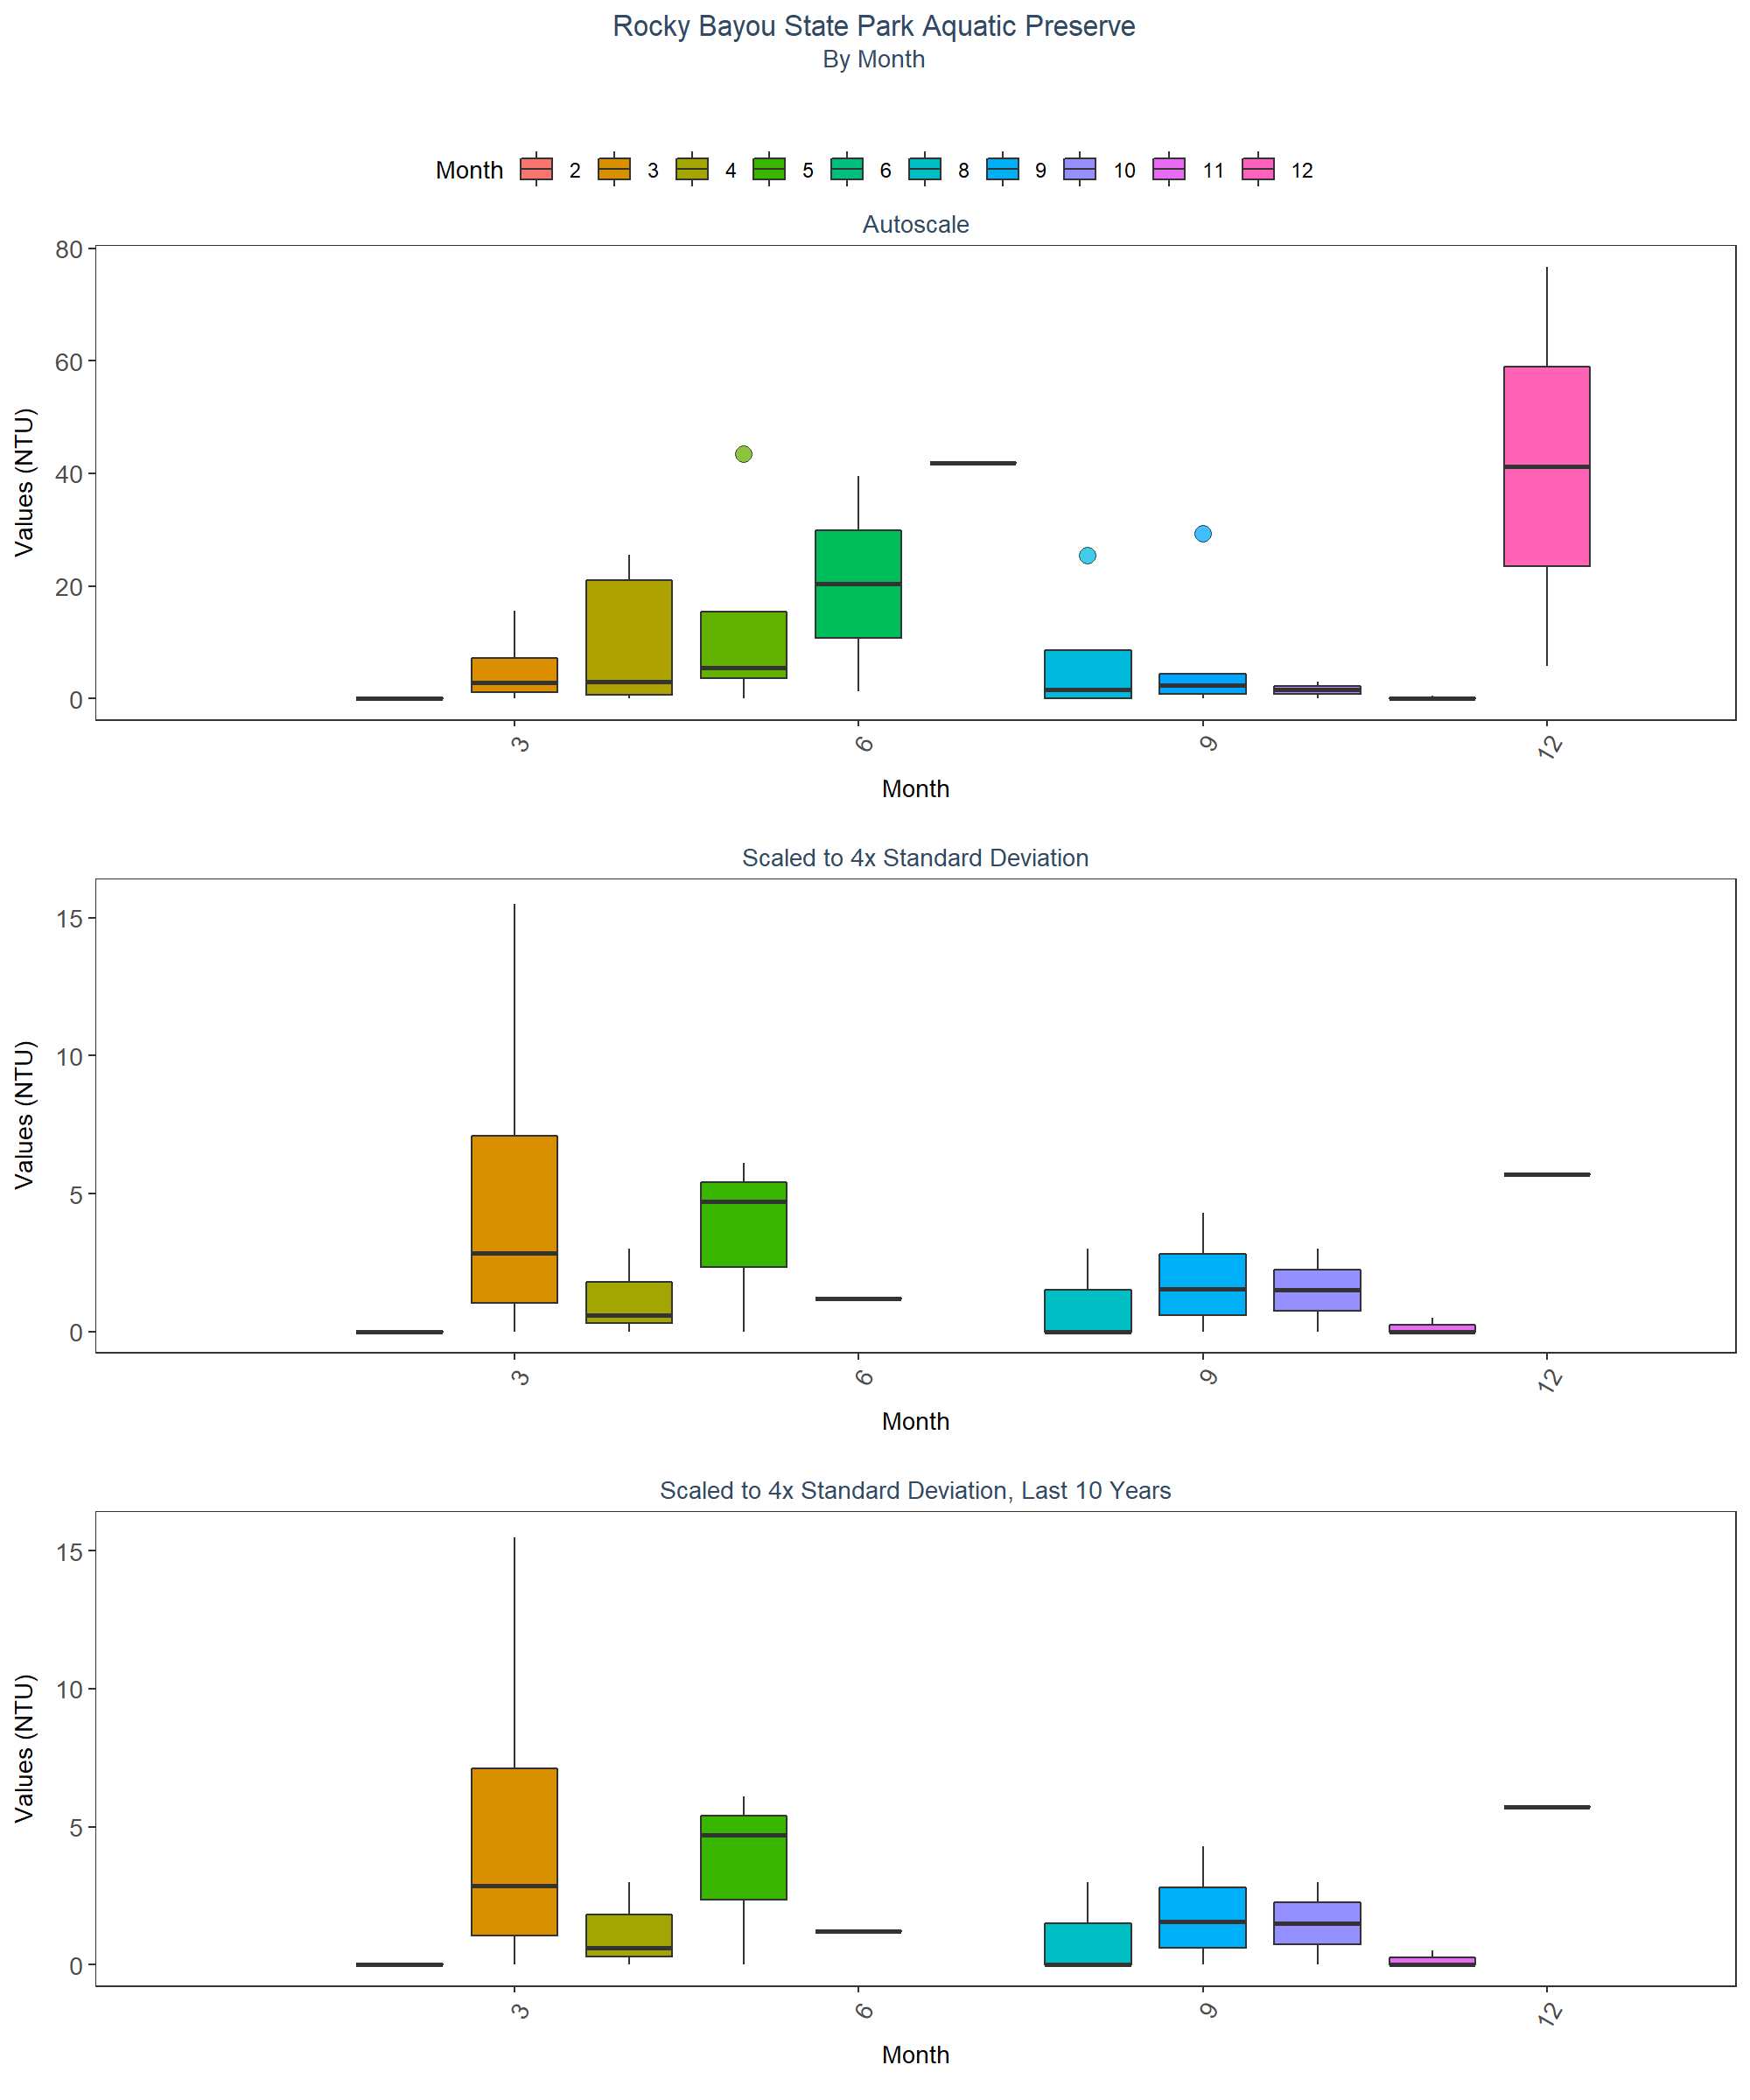 Rocky Bayou State Park Aquatic Preserve
By Month
Month 2 3 4 5 6 8 9 10 11 12
Autoscale
80
60
40
20
0
Values (NTU)
3 6 9 12
Month
Scaled to 4x Standard Deviation
15
10
5
0
Values (NTU)
3 6 9 12
Month
Scaled to 4x Standard Deviation, Last 10 Years
15
10
5
0
Values (NTU)
3 6 9 12
Month